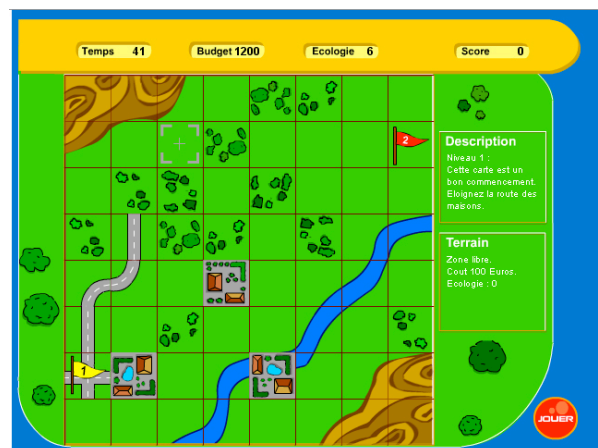 Temps 41 Budget 1200 Ecologie 6 Score 0
2
Description
Niveau 1 :
Cette carte est un
bon commencement.
Eloignez la route des
maisons.
Terrain
Zone libre.
Cout 100 Euros.
Ecologie : 0
1
JOUER